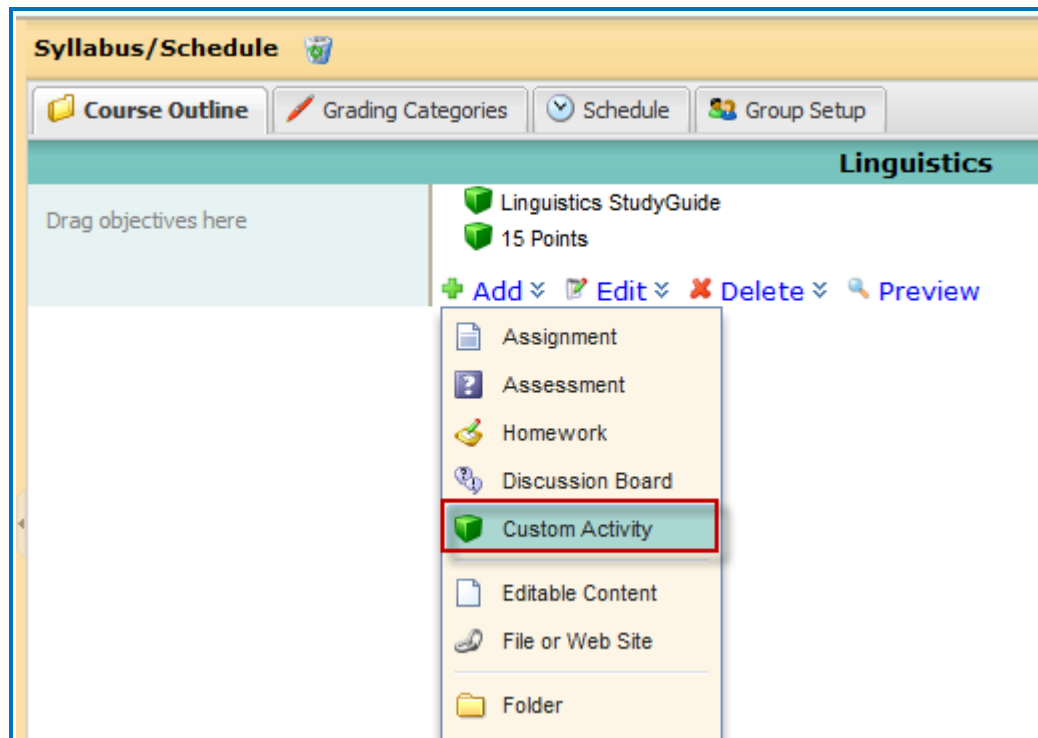 Syllabus/Schedule
Course Outline Grading Categories Schedule Group Setup
Linguistics
Drag objectives here
Linguistics StudyGuide
15 Points
Add Edit Delete Preview
Assignment
Assessment
Homework
Discussion Board
Custom Activity
Editable Content
File or Web Site
Folder